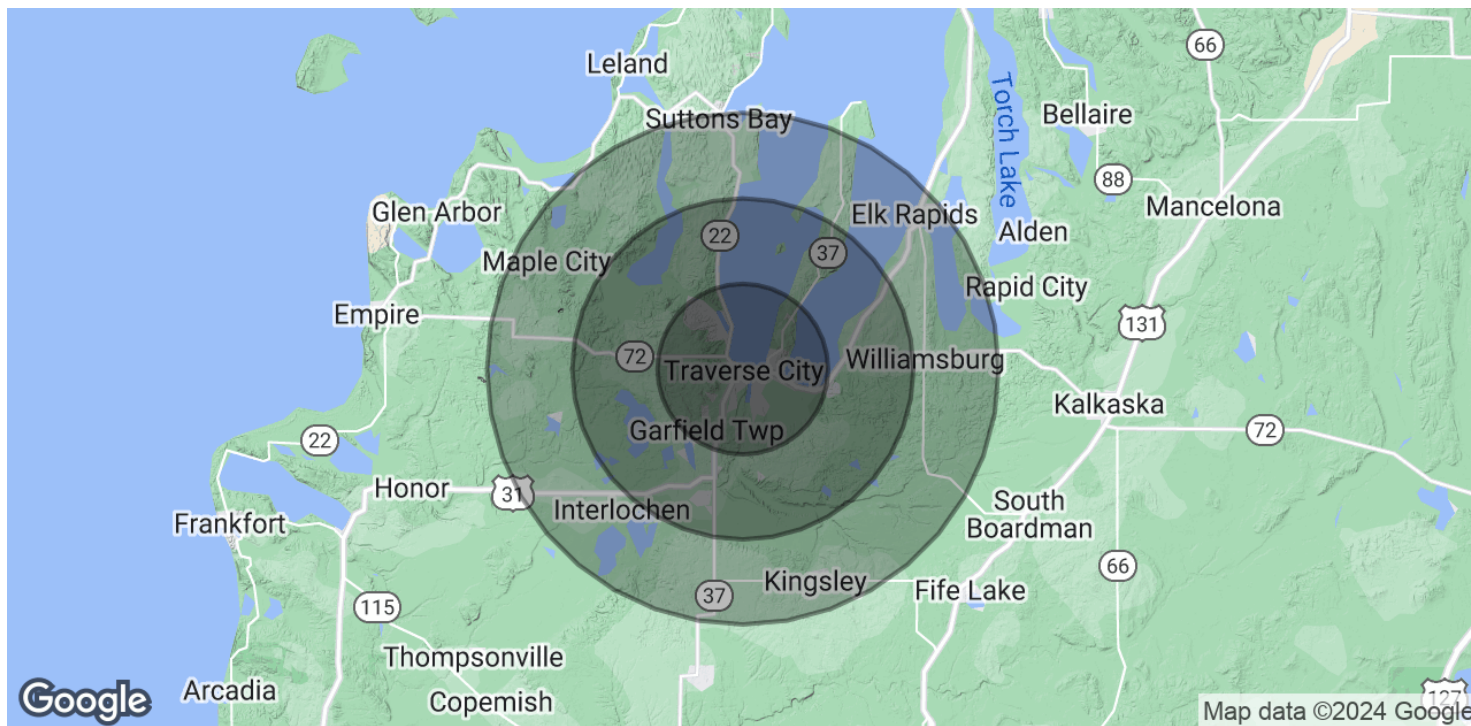 66
Leland
Torch Lake
Bellaire
Suttons Bay
88
Mancelona
Glen Arbor
Elk Rapids
Alden
22
37
Maple City
Rapid City
Empire
131
72
Williamsburg
Traverse City
Kalkaska
Garfield Twp
22
72
Honor
31
Interlochen
South
Boardman
Frankfort
66
Kingsley
Fife Lake
37
115
Thompsonville
Arcadia
Copemish
127
Google
Map data ©2024 Google